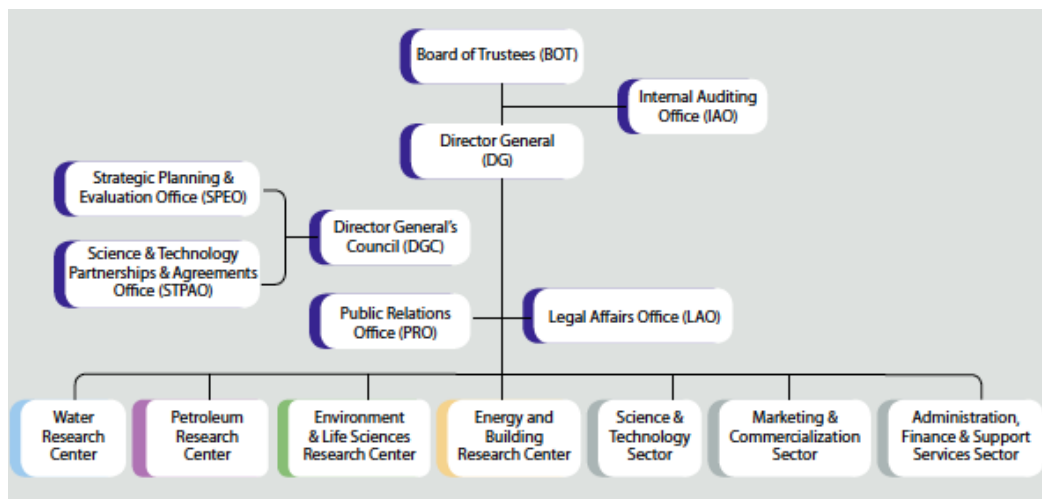 Board of Trustees (BOT)
Internal Auditing
Office (IAO)
Director General
(DG)
Strategic Planning &
Evaluation Office (SPEO)
Director General's
Council (DGC)
Science & Technology
Partnerships & Agreements
Office (STPAO)
Public Relations
Office (PRO)
Legal Affairs Office (LAO)
Water
Research
Center
Petroleum
Research
Center
Environment
& Life Sciences
Research Center
Energy and
Building
Research Center
Science &
Technology
Sector
Marketing &
Commercialization
Sector
Administration,
Finance & Support
Services Sector